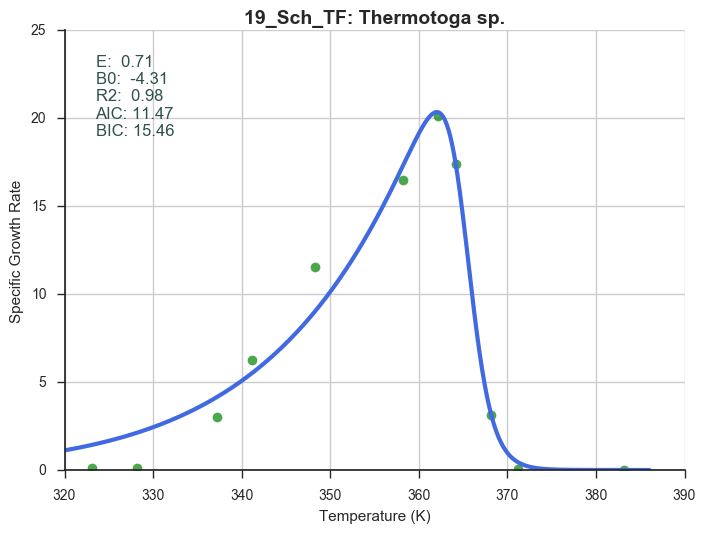 19_Sch_TF: Thermotoga sp.
E:  0.71
B0:  -4.31
R2:  0.98
AIC: 11.47
BIC: 15.46
Specific Growth Rate
25
20
15
10
5
0
320 330 340 350 360 370 380 390
Temperature (K)